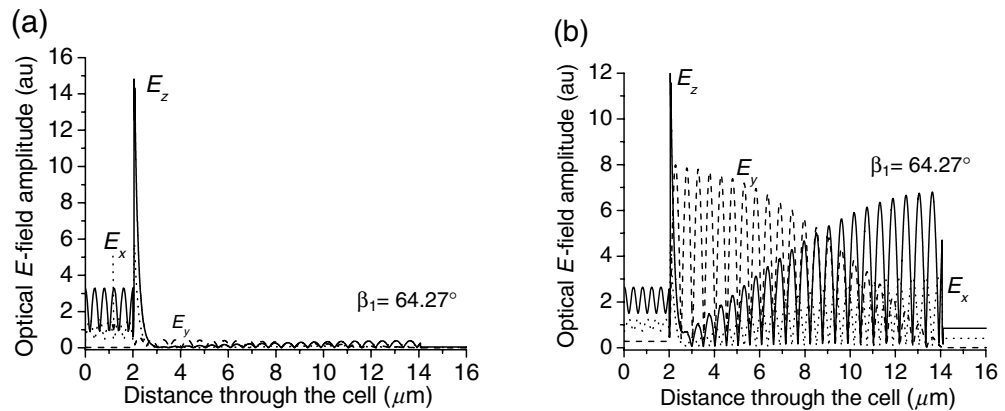 (a)
Optical E-field amplitude (au)
16
14
12
10
8
6
4
2
0
E_z
E_x
E_y
β₁= 64.27°
0 2 4 6 8 10 12 14 16
Distance through the cell (μm)
(b)
Optical E-field amplitude (au)
12
10
8
6
4
2
0
E_z
E_y
β₁= 64.27°
E_x
0 2 4 6 8 10 12 14 16
Distance through the cell (μm)